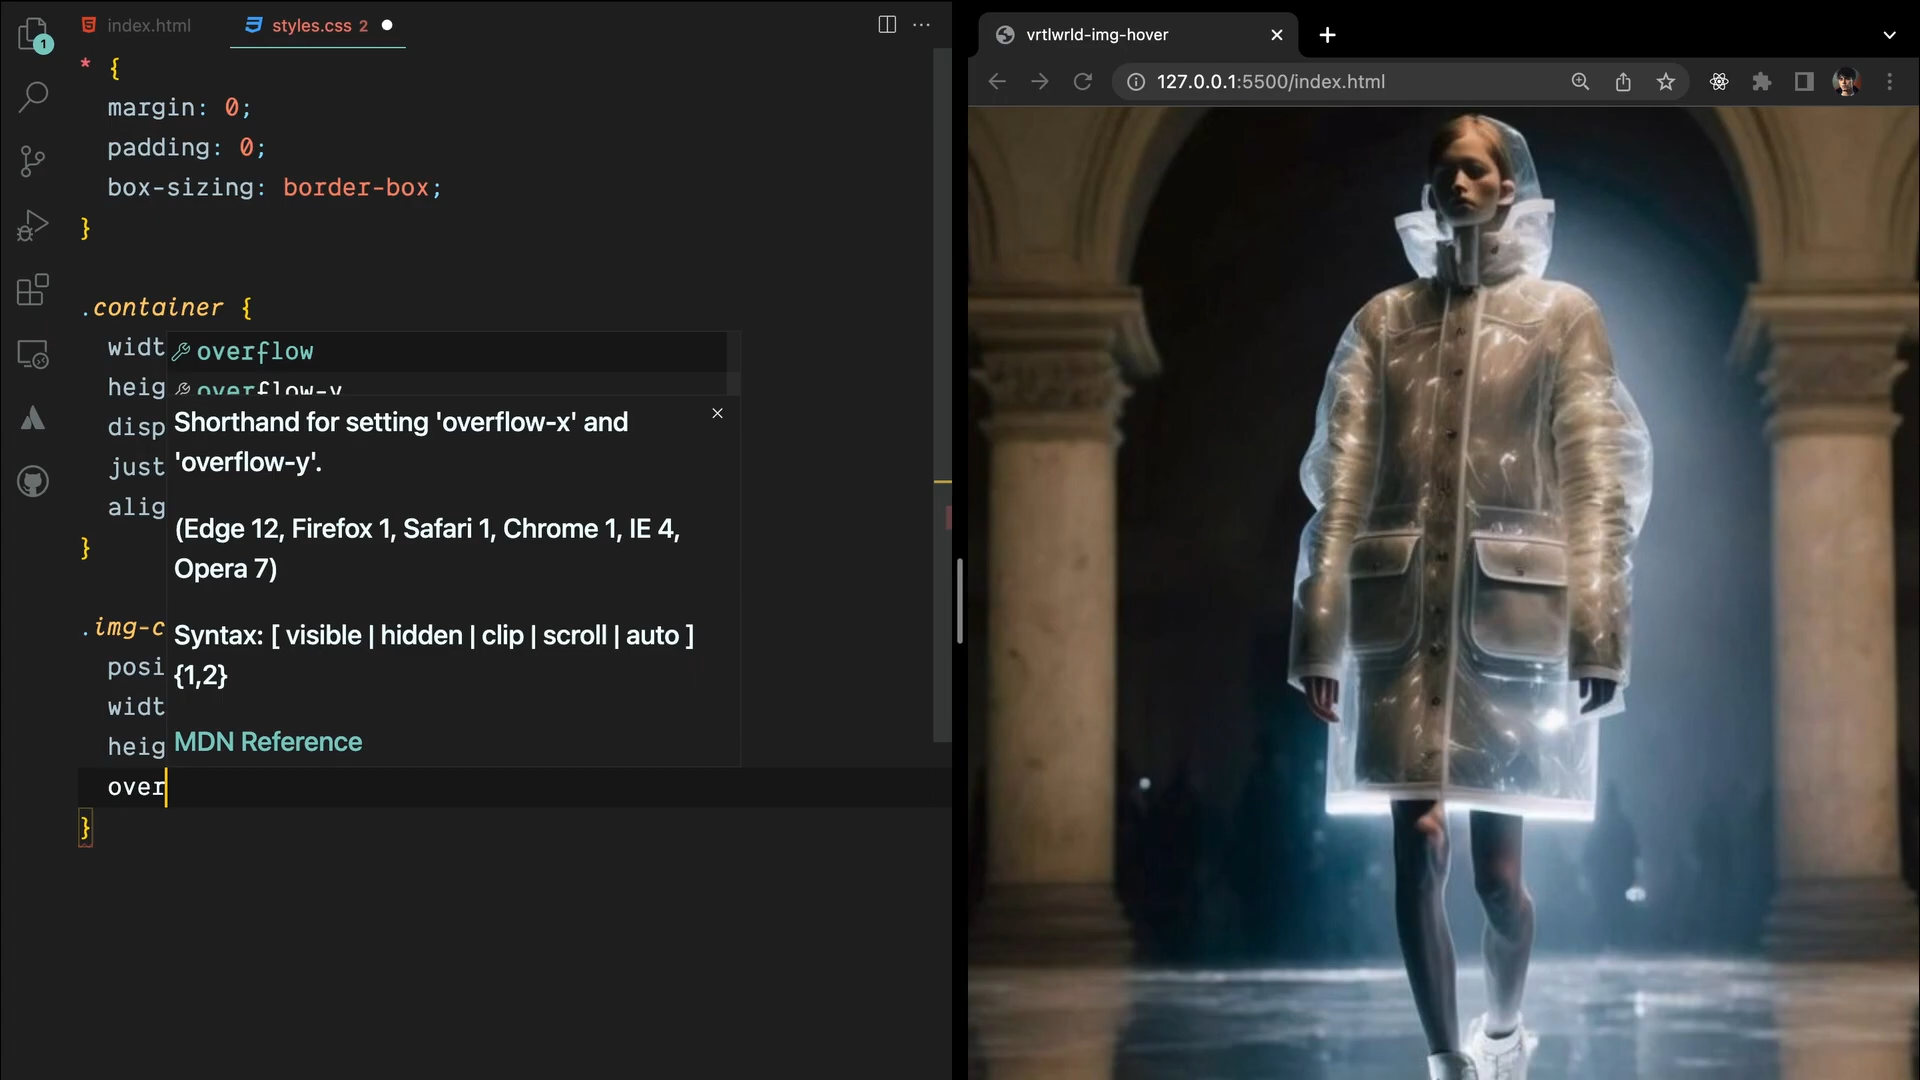 index.html
styles.css 2
1
* {
margin: 0;
padding: 0;
box-sizing: border-box;
}
.container {
widt
heig
disp
just
alig
}
.img-c
posi
widt
heig
over
}
overflow
overflow-y
Shorthand for setting 'overflow-x' and
'overflow-y'.
(Edge 12, Firefox 1, Safari 1, Chrome 1, IE 4,
Opera 7)
Syntax: [ visible | hidden | clip | scroll | auto ]
{1,2}
MDN Reference
vrtlwrld-img-hover
127.0.0.1:5500/index.html